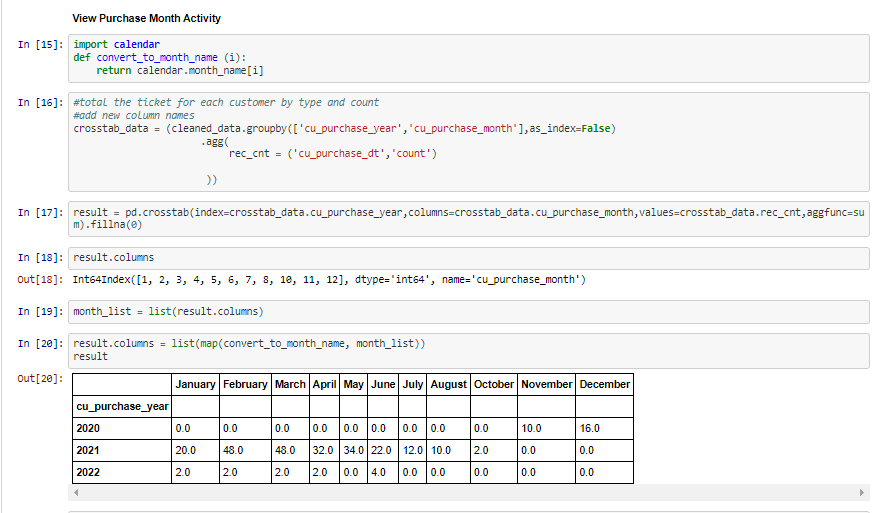 View Purchase Month Activity
In [15]: import calendar
def convert_to_month_name (i):
    return calendar.month_name[i]
In [16]: #total the ticket for each customer by type and count
#add new column names
crosstab_data = (cleaned_data.groupby(['cu_purchase_year','cu_purchase_month'],as_index=False)
                    .agg(
                        rec_cnt = ('cu_purchase_dt','count')
                    ))
In [17]: result = pd.crosstab(index=crosstab_data.cu_purchase_year,columns=crosstab_data.cu_purchase_month,values=crosstab_data.rec_cnt,aggfunc=su
m).fillna(0)
In [18]: result.columns
Out[18]: Int64Index([1, 2, 3, 4, 5, 6, 7, 8, 10, 11, 12], dtype='int64', name='cu_purchase_month')
In [19]: month_list = list(result.columns)
In [20]: result.columns = list(map(convert_to_month_name, month_list))
result
Out[20]:
January February March April May June July August October November December
cu_purchase_year
2020 0.0 0.0 0.0 0.0 0.0 0.0 0.0 0.0 0.0 10.0 16.0
2021 20.0 48.0 48.0 32.0 34.0 22.0 12.0 10.0 2.0 0.0 0.0
2022 2.0 2.0 2.0 2.0 0.0 4.0 0.0 0.0 0.0 0.0 0.0